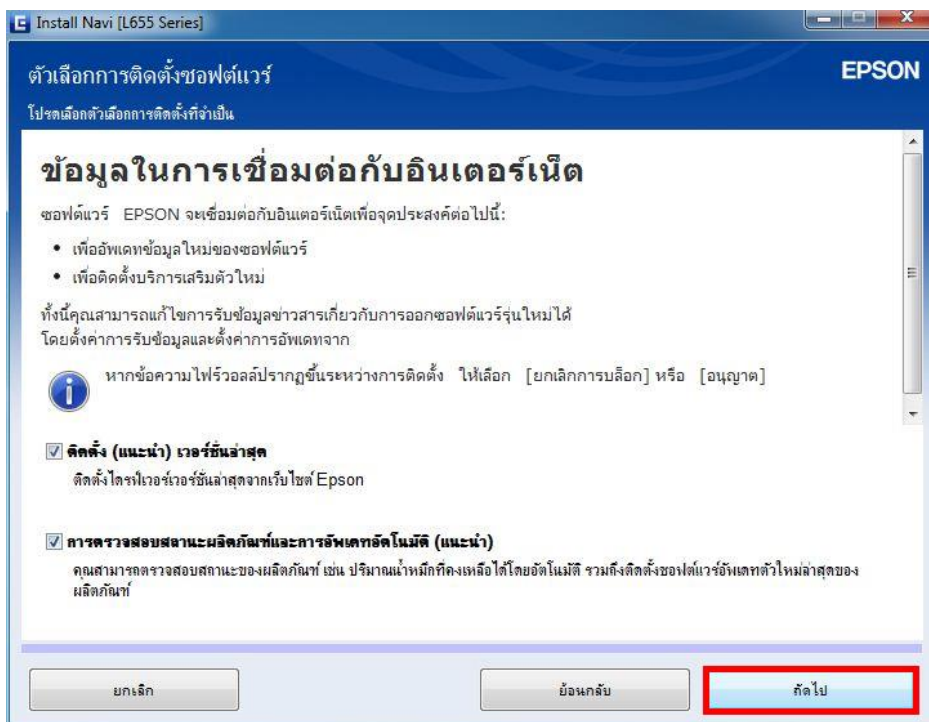 Install Navi [L655 Series]
ตัวเลือกการติดตั้งซอฟต์แวร์
EPSON
โปรดเลือกตัวเลือกการติดตั้งที่จำเป็น
ข้อมูลในการเชื่อมต่อกับอินเตอร์เน็ต
ซอฟต์แวร์ EPSON จะเชื่อมต่อกับอินเตอร์เน็ตเพื่อจุดประสงค์ต่อไปนี้:
• เพื่ออัพเดทข้อมูลใหม่ของซอฟต์แวร์
• เพื่อติดตั้งบริการเสริมตัวใหม่
ทั้งนี้คุณสามารถแก้ไขการรับข้อมูลข่าวสารเกี่ยวกับการออกซอฟต์แวร์รุ่นใหม่ได้
โดยตั้งค่าการรับข้อมูลและตั้งค่าการอัพเดทจาก
หากข้อความไฟร์วอลล์ปรากฏขึ้นระหว่างการติดตั้ง ให้เลือก [ยกเลิกการบล็อก] หรือ [อนุญาต]
ติดตั้ง (แนะนำ) เวอร์ชั่นล่าสุด
ติดตั้งไดรฟ์เวอร์เวอร์ชั่นล่าสุดจากเว็บไซต์ Epson
การตรวจสอบสถานะผลิตภัณฑ์และการอัพเดทอัตโนมัติ (แนะนำ)
คุณสามารถตรวจสอบสถานะของผลิตภัณฑ์ เช่น ปริมาณน้ำหมึกที่คงเหลือได้โดยอัตโนมัติ รวมถึงติดตั้งซอฟต์แวร์อัพเดทตัวใหม่ล่าสุดของ
ผลิตภัณฑ์
ยกเลิก
ย้อนกลับ
ถัดไป